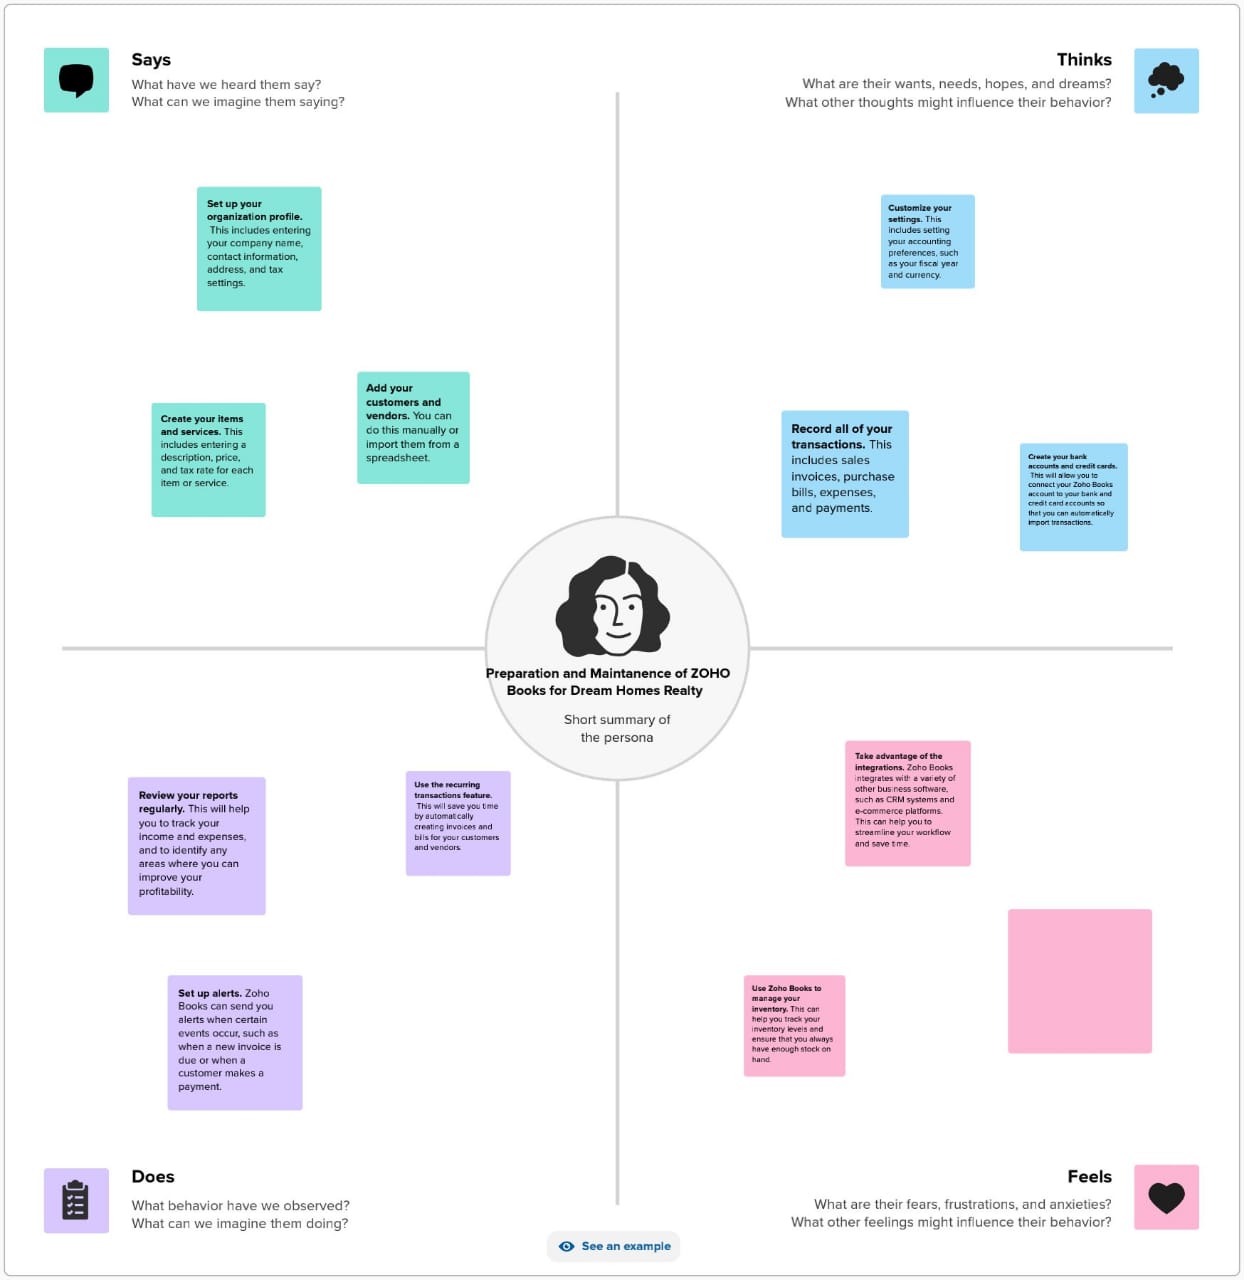 Says
What have we heard them say?
What can we imagine them saying?
Thinks
What are their wants, needs, hopes, and dreams?
What other thoughts might influence their behavior?
Set up your
organization profile.
This includes entering
your company name,
contact information,
address, and tax
settings.
Create your items
and services. This
includes entering a
description, price,
and tax rate for each
item or service.
Add your
customers and
vendors. You can
do this manually or
import them from a
spreadsheet.
Customize your
settings. This
includes setting
your accounting
preferences, such
as your fiscal year
and currency.
Record all of your
transactions. This
includes sales
invoices, purchase
bills, expenses,
and payments.
Create your bank
accounts and credit cards.
This will allow you to
connect your Zoho Books
account to your bank and
credit card accounts so
that you can automatically
import transactions.
Preparation and Maintanence of ZOHO
Books for Dream Homes Realty
Short summary of
the persona
Review your reports
regularly. This will help
you to track your
income and expenses,
and to identify any
areas where you can
improve your
profitability.
Use the recurring
transactions feature.
This will save you time
by automatically
creating invoices and
bills for your customers
and vendors.
Set up alerts. Zoho
Books can send you
alerts when certain
events occur, such as
when a new invoice is
due or when a
customer makes a
payment.
Take advantage of the
integrations. Zoho Books
integrates with a variety of
other business software,
such as CRM systems and
e-commerce platforms.
This can help you to
streamline your workflow
and save time.
Use Zoho Books to
manage your
inventory. This can
help you track your
inventory levels and
ensure that you always
have enough stock on
hand.
Does
What behavior have we observed?
What can we imagine them doing?
Feels
What are their fears, frustrations, and anxieties?
What other feelings might influence their behavior?
See an example